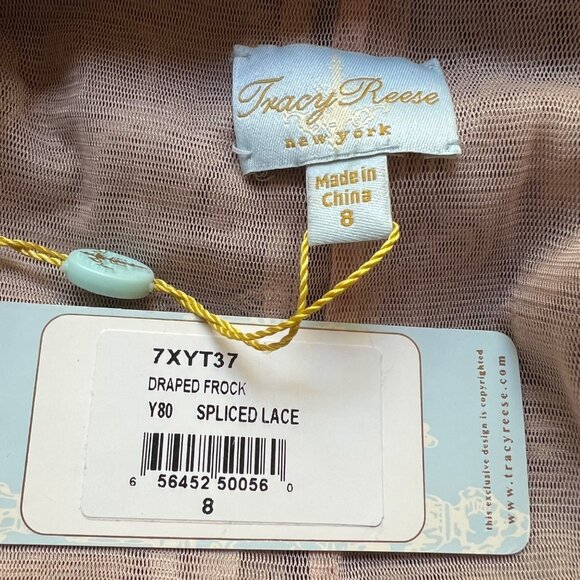 Tracy Reese
new york
Made in
China
8
7XYT37
DRAPED FROCK
Y80 SPLICED LACE
6 56452 50056 0
8
this exclusive design is copyrighted
www.tracyreese.com